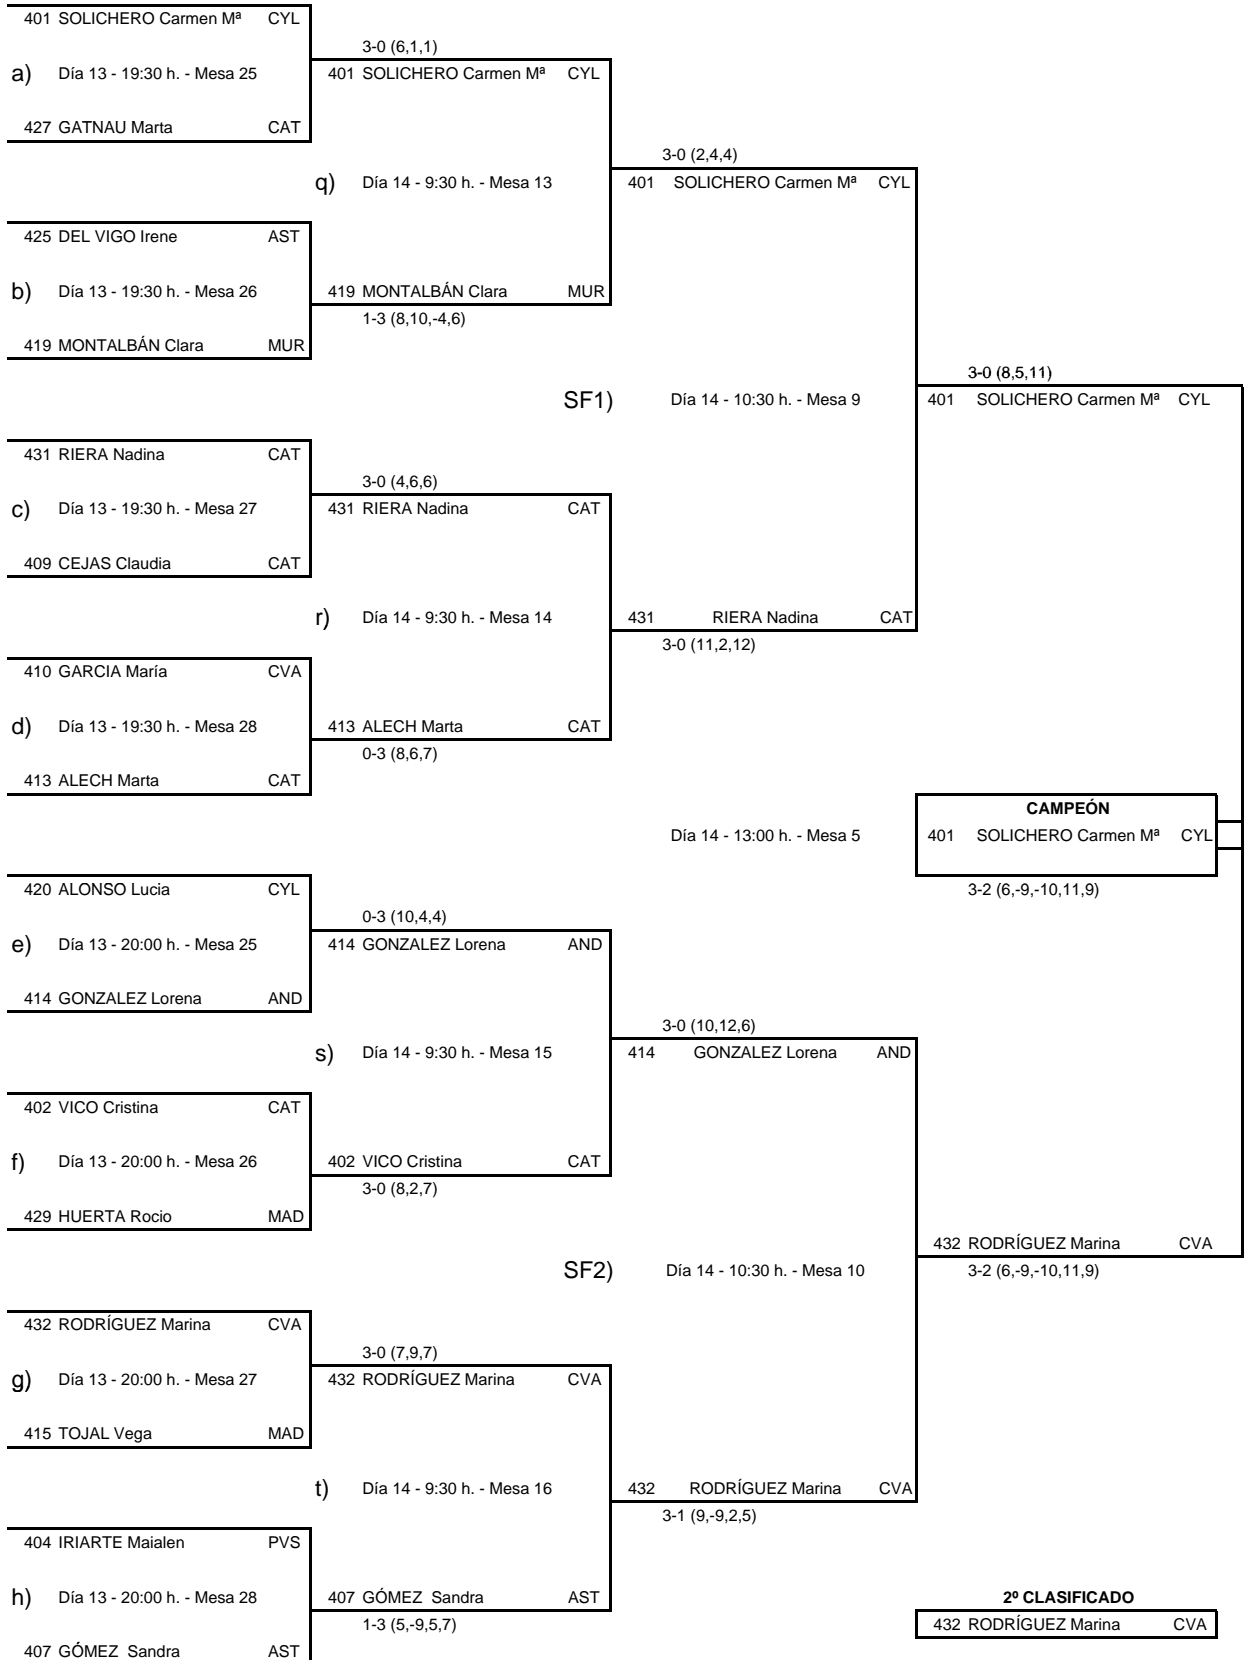 401 SOLICHERO Carmen Mª CYL
3-0 (6,1,1)
a) Día 13 - 19:30 h. - Mesa 25 401 SOLICHERO Carmen Mª CYL
427 GATNAU Marta CAT
3-0 (2,4,4)
q) Día 14 - 9:30 h. - Mesa 13 401 SOLICHERO Carmen Mª CYL
425 DEL VIGO Irene AST
b) Día 13 - 19:30 h. - Mesa 26 419 MONTALBÁN Clara MUR
1-3 (8,10,-4,6)
419 MONTALBÁN Clara MUR
3-0 (8,5,11)
SF1) Día 14 - 10:30 h. - Mesa 9 401 SOLICHERO Carmen Mª CYL
431 RIERA Nadina CAT
3-0 (4,6,6)
c) Día 13 - 19:30 h. - Mesa 27 431 RIERA Nadina CAT
409 CEJAS Claudia CAT
r) Día 14 - 9:30 h. - Mesa 14 431 RIERA Nadina CAT
3-0 (11,2,12)
410 GARCIA María CVA
d) Día 13 - 19:30 h. - Mesa 28 413 ALECH Marta CAT
0-3 (8,6,7)
413 ALECH Marta CAT
CAMPEÓN
Día 14 - 13:00 h. - Mesa 5 401 SOLICHERO Carmen Mª CYL
420 ALONSO Lucia CYL 3-2 (6,-9,-10,11,9)
0-3 (10,4,4)
e) Día 13 - 20:00 h. - Mesa 25 414 GONZALEZ Lorena AND
414 GONZALEZ Lorena AND
3-0 (10,12,6)
s) Día 14 - 9:30 h. - Mesa 15 414 GONZALEZ Lorena AND
402 VICO Cristina CAT
f) Día 13 - 20:00 h. - Mesa 26 402 VICO Cristina CAT
3-0 (8,2,7)
429 HUERTA Rocio MAD
432 RODRÍGUEZ Marina CVA
SF2) Día 14 - 10:30 h. - Mesa 10 3-2 (6,-9,-10,11,9)
432 RODRÍGUEZ Marina CVA
3-0 (7,9,7)
g) Día 13 - 20:00 h. - Mesa 27 432 RODRÍGUEZ Marina CVA
415 TOJAL Vega MAD
t) Día 14 - 9:30 h. - Mesa 16 432 RODRÍGUEZ Marina CVA
3-1 (9,-9,2,5)
404 IRIARTE Maialen PVS
h) Día 13 - 20:00 h. - Mesa 28 407 GÓMEZ Sandra AST 2º CLASIFICADO
1-3 (5,-9,5,7) 432 RODRÍGUEZ Marina CVA
407 GÓMEZ Sandra AST